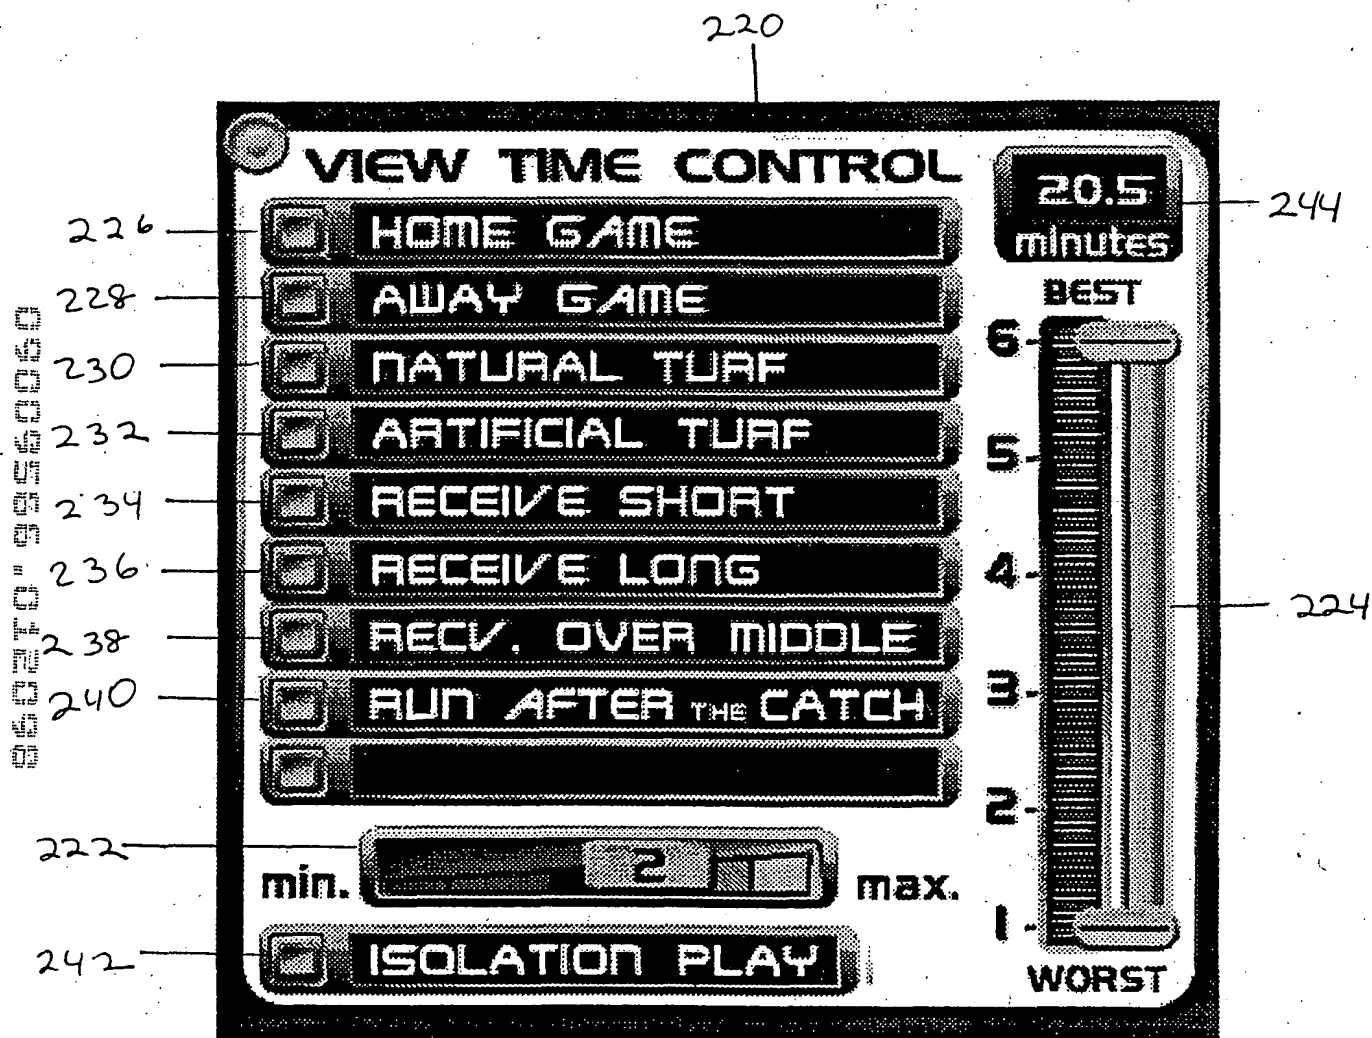 220
VIEW TIME CONTROL
20.5
minutes
244
226 HOME GAME
228 AWAY GAME
BEST
230 NATURAL TURF
6
232 ARTIFICIAL TURF
5
234 RECEIVE SHORT
236 RECEIVE LONG
4
224
238 RECV. OVER MIDDLE
240 RUN AFTER THE CATCH
3
2
222
min. 2 max.
1
242 ISOLATION PLAY
WORST